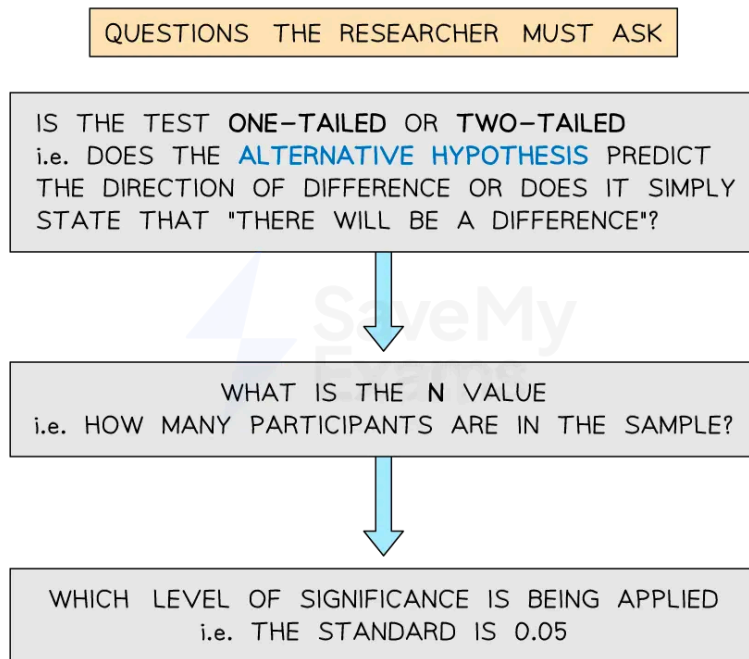 QUESTIONS THE RESEARCHER MUST ASK
IS THE TEST ONE-TAILED OR TWO-TAILED
i.e. DOES THE ALTERNATIVE HYPOTHESIS PREDICT
THE DIRECTION OF DIFFERENCE OR DOES IT SIMPLY
STATE THAT "THERE WILL BE A DIFFERENCE"?
SaveMy
Exams
WHAT IS THE N VALUE
i.e. HOW MANY PARTICIPANTS ARE IN THE SAMPLE?
WHICH LEVEL OF SIGNIFICANCE IS BEING APPLIED
i.e. THE STANDARD IS 0.05